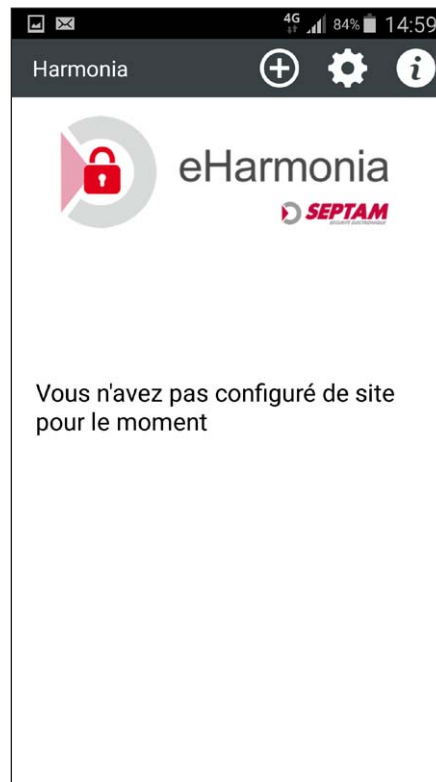 4G 84% 14:59
Harmonia
eHarmonia
SEPTAM
Vous n'avez pas configuré de site
pour le moment